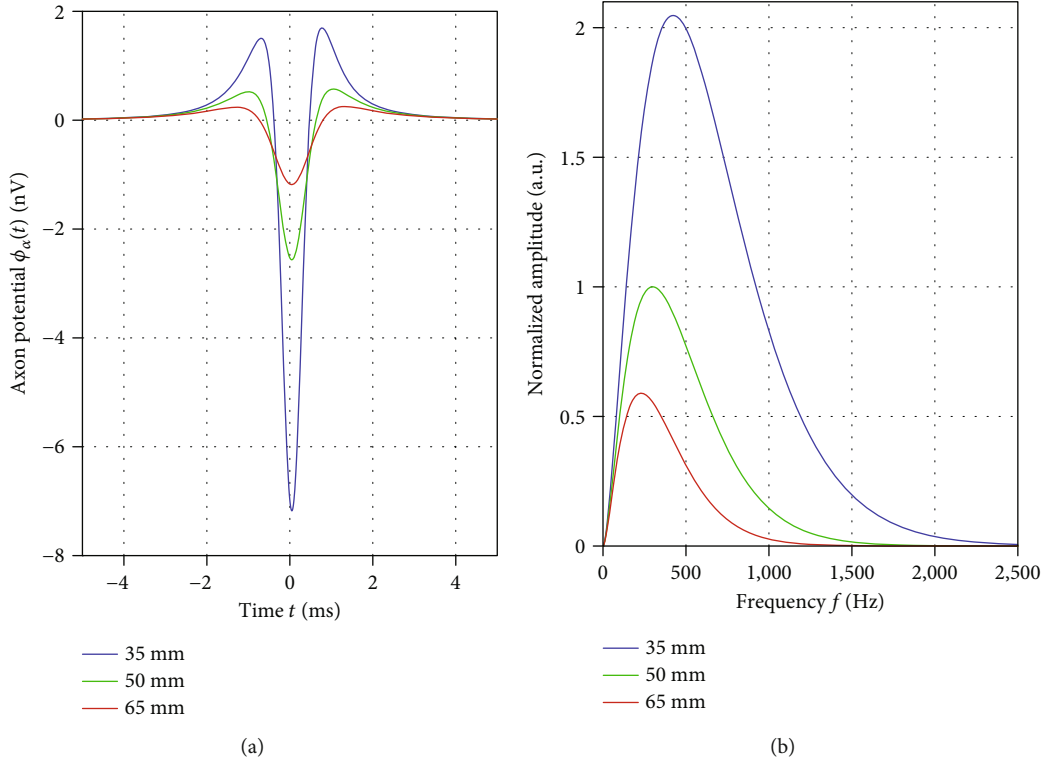 2
0
−2
−4
−6
−8
Axon potential ϕα(t) (nV)
−4
−2
0
2
4
Time t (ms)
35 mm
50 mm
65 mm
(a)
2
1.5
1
0.5
0
Normalized amplitude (a.u.)
0
500
1,000
1,500
2,000
2,500
Frequency f (Hz)
35 mm
50 mm
65 mm
(b)